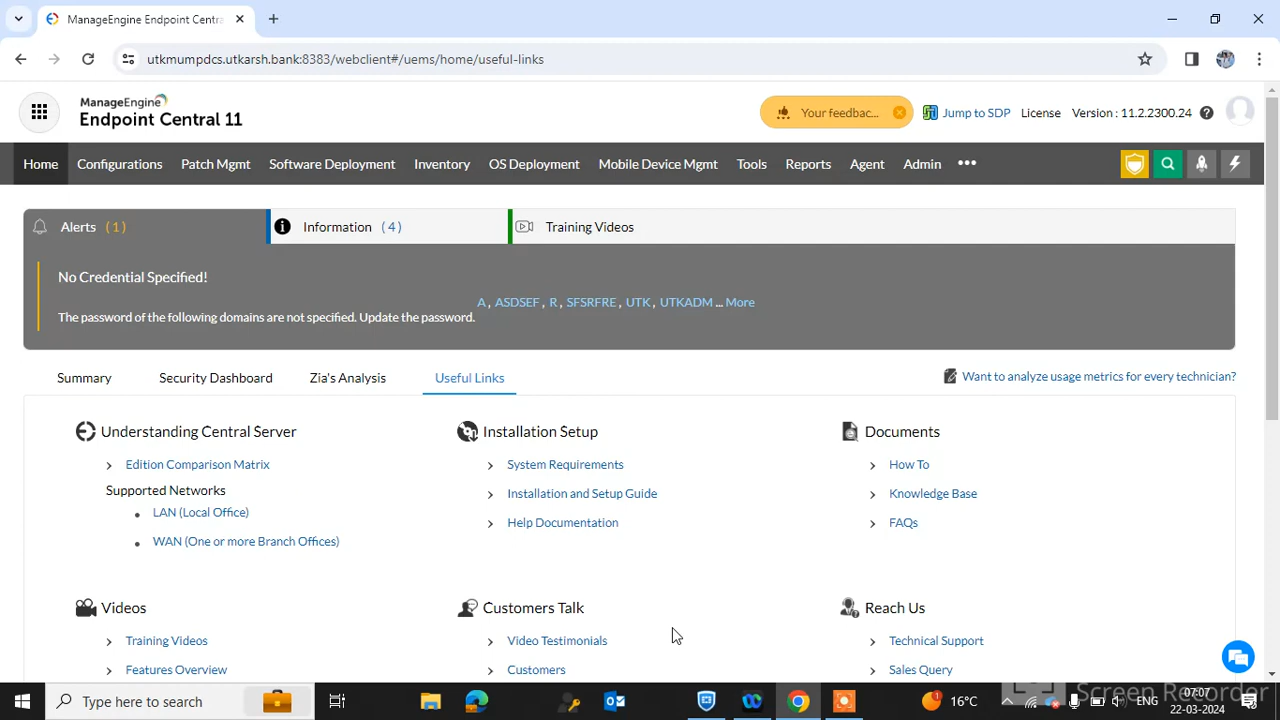 ManageEngine Endpoint Centra
utkmumpdcs.utkarsh.bank:8383/webclient#/uems/home/useful-links
ManageEngine
Endpoint Central 11
Your feedbac...
Jump to SDP
License
Version : 11.2.2300.24
Home
Configurations
Patch Mgmt
Software Deployment
Inventory
OS Deployment
Mobile Device Mgmt
Tools
Reports
Agent
Admin
Alerts (1)
Information (4)
Training Videos
No Credential Specified!
A , ASDSEF , R , SFSRFRE , UTK , UTKADM ... More
The password of the following domains are not specified. Update the password.
Summary
Security Dashboard
Zia's Analysis
Useful Links
Want to analyze usage metrics for every technician?
Understanding Central Server
Edition Comparison Matrix
Supported Networks
LAN (Local Office)
WAN (One or more Branch Offices)
Installation Setup
System Requirements
Installation and Setup Guide
Help Documentation
Documents
How To
Knowledge Base
FAQs
Videos
Training Videos
Features Overview
Customers Talk
Video Testimonials
Customers
Reach Us
Technical Support
Sales Query
Type here to search
1
16°C
ENG
07:07
22-03-2024
Screen Recorder